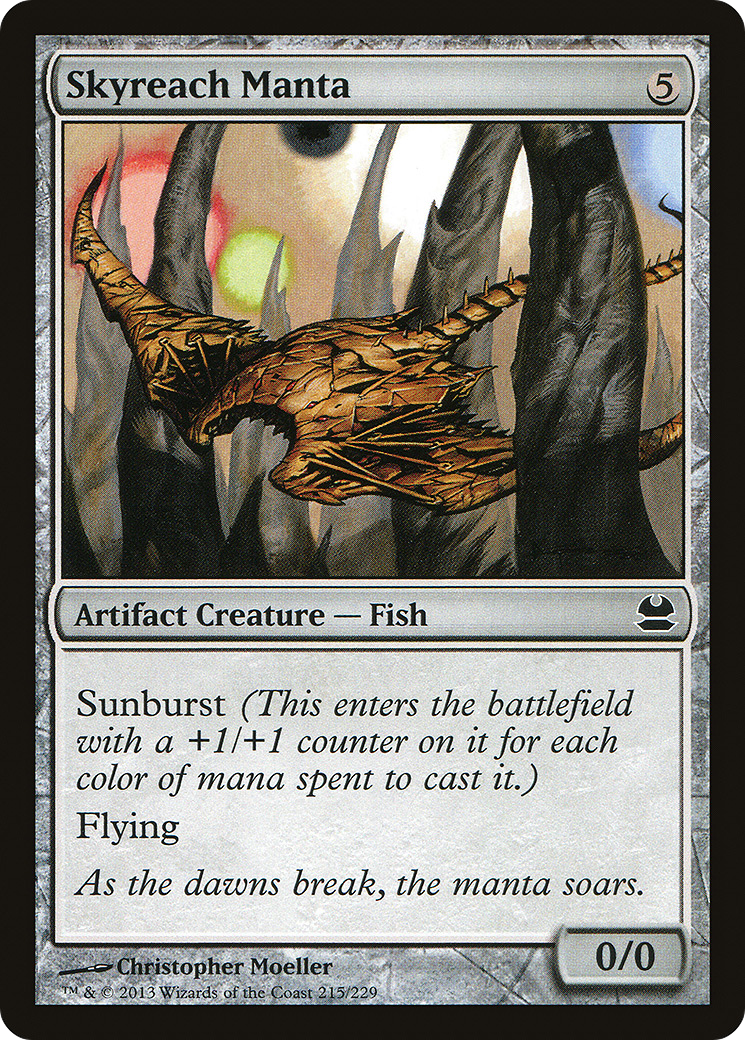 Skyreach Manta 5
Artifact Creature — Fish
Sunburst (This enters the battlefield
with a +1/+1 counter on it for each
color of mana spent to cast it.)
Flying
As the dawns break, the manta soars.
0/0
Christopher Moeller
™ & © 2013 Wizards of the Coast 215/229